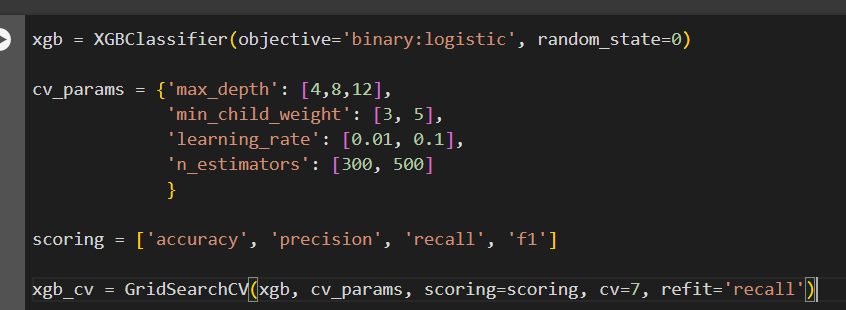 xgb = XGBClassifier(objective='binary:logistic', random_state=0)
cv_params = {'max_depth': [4,8,12],
'min_child_weight': [3, 5],
'learning_rate': [0.01, 0.1],
'n_estimators': [300, 500]
}
scoring = ['accuracy', 'precision', 'recall', 'f1']
xgb_cv = GridSearchCV(xgb, cv_params, scoring=scoring, cv=7, refit='recall')